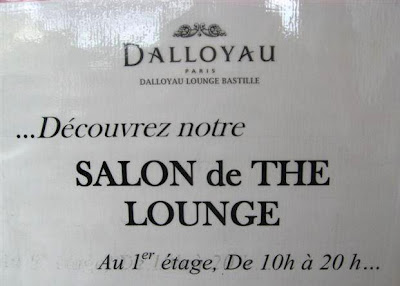 DALLOYAU
PARIS
DALLOYAU LOUNGE BASTILLE
...Découvrez notre
SALON de THE
LOUNGE
Au 1er étage, De 10h à 20 h...